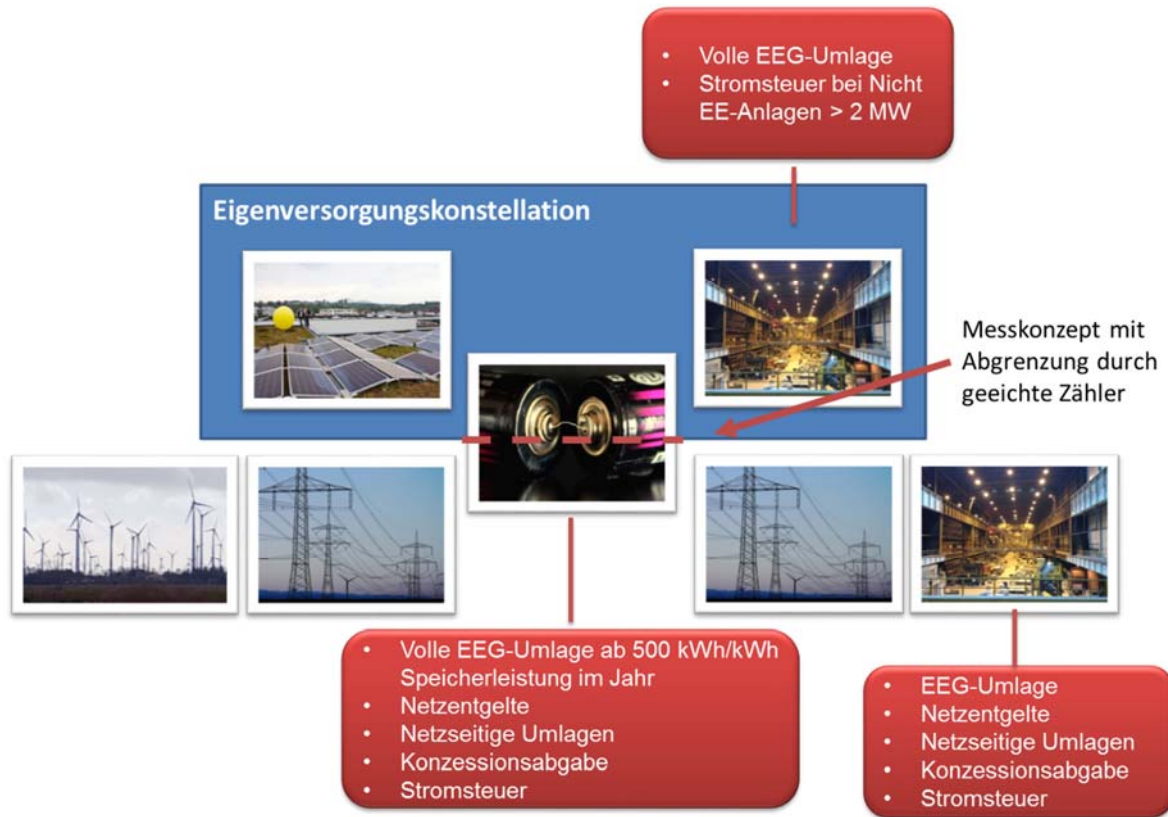 Volle EEG-Umlage
Stromsteuer bei Nicht
EE-Anlagen > 2 MW
Eigenversorgungskonstellation
Messkonzept mit
Abgrenzung durch
geeichte Zähler
Volle EEG-Umlage ab 500 kWh/kWh
Speicherleistung im Jahr
Netzentgelte
Netzseitige Umlagen
Konzessionsabgabe
Stromsteuer
EEG-Umlage
Netzentgelte
Netzseitige Umlagen
Konzessionsabgabe
Stromsteuer